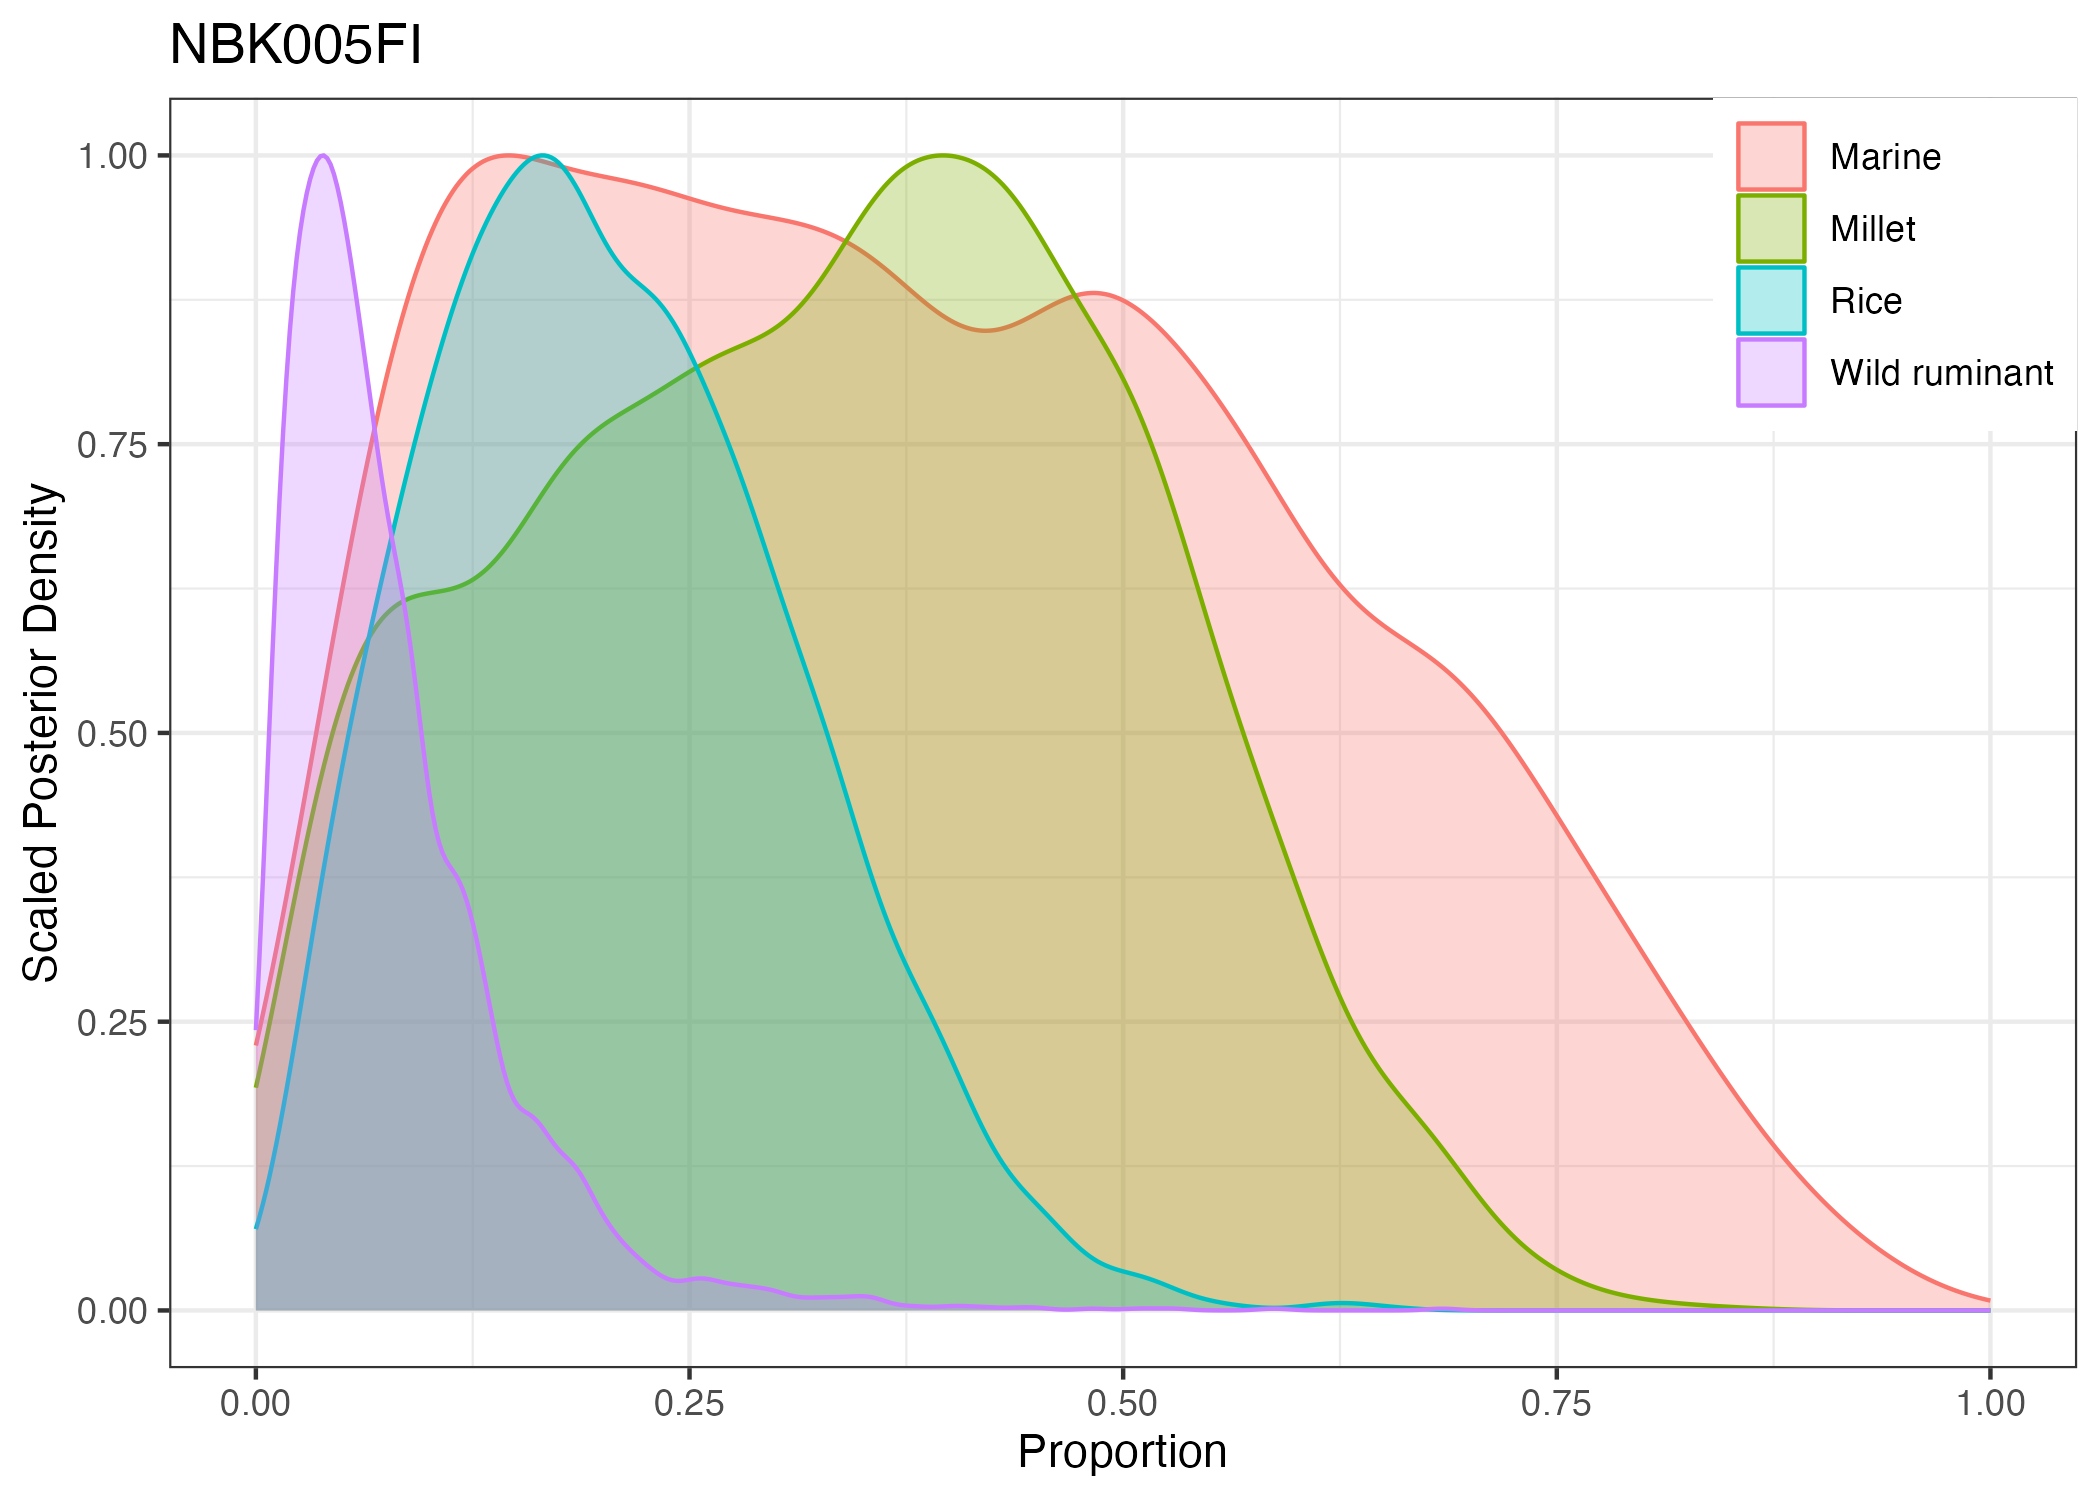 NBK005FI
Marine
Millet
Rice
Wild ruminant
1.00
0.75
0.50
0.25
0.00
Scaled Posterior Density
0.00 0.25 0.50 0.75 1.00
Proportion